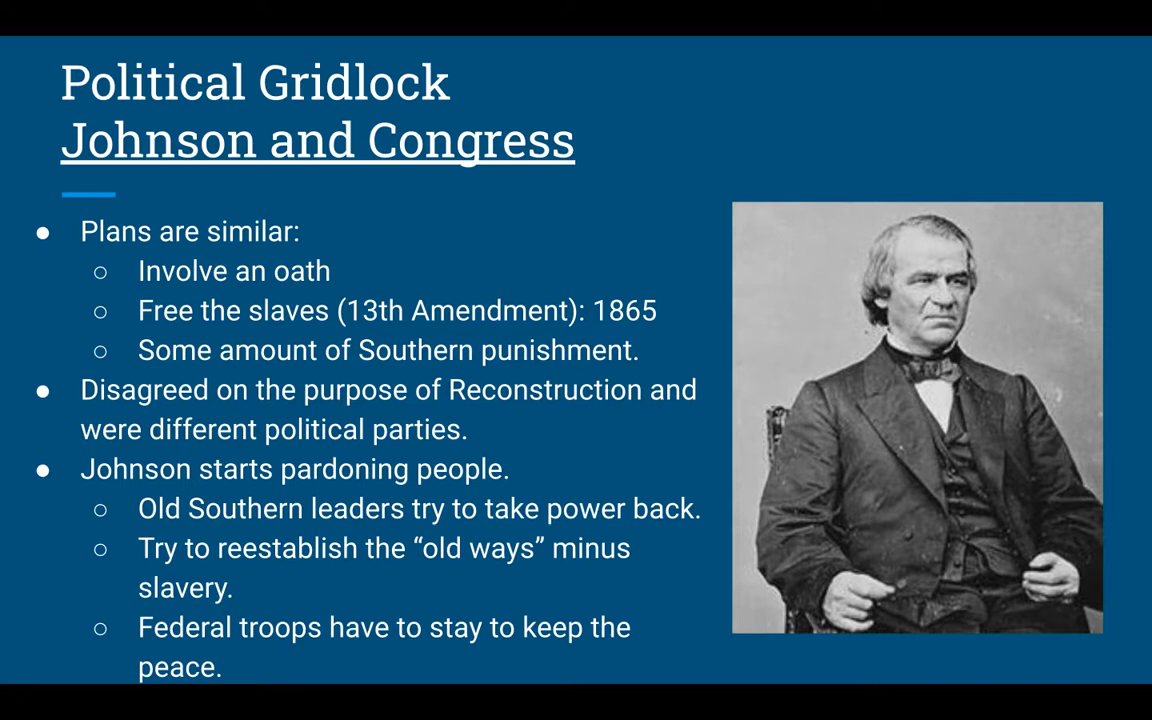 Political Gridlock
Johnson and Congress
● Plans are similar:
○ Involve an oath
○ Free the slaves (13th Amendment): 1865
○ Some amount of Southern punishment.
● Disagreed on the purpose of Reconstruction and
were different political parties.
● Johnson starts pardoning people.
○ Old Southern leaders try to take power back.
○ Try to reestablish the “old ways” minus
slavery.
○ Federal troops have to stay to keep the
peace.